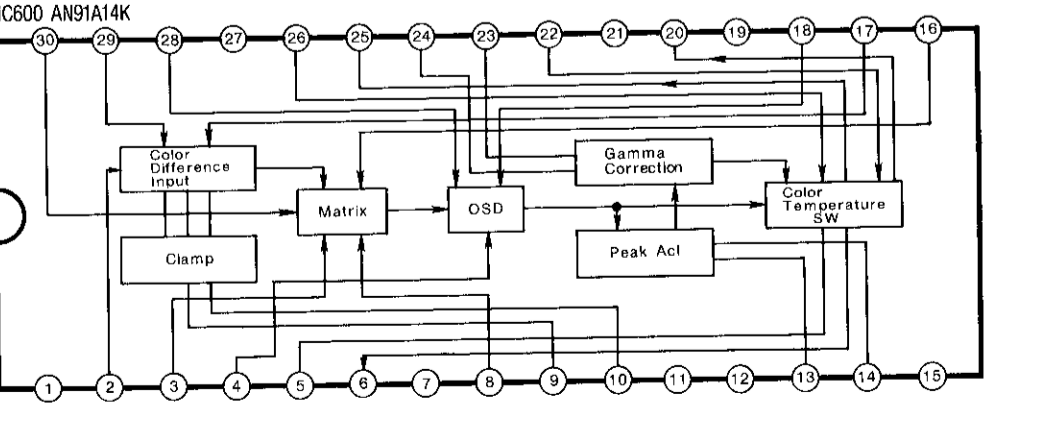 IC600 AN91A14K
30 29 28 27 26 25 24 23 22 21 20 19 18 17 16
Color
Difference
Input
Matrix
OSD
Gamma
Correction
Color
Temperature
SW
Clamp
Peak Acl
1 2 3 4 5 6 7 8 9 10 11 12 13 14 15